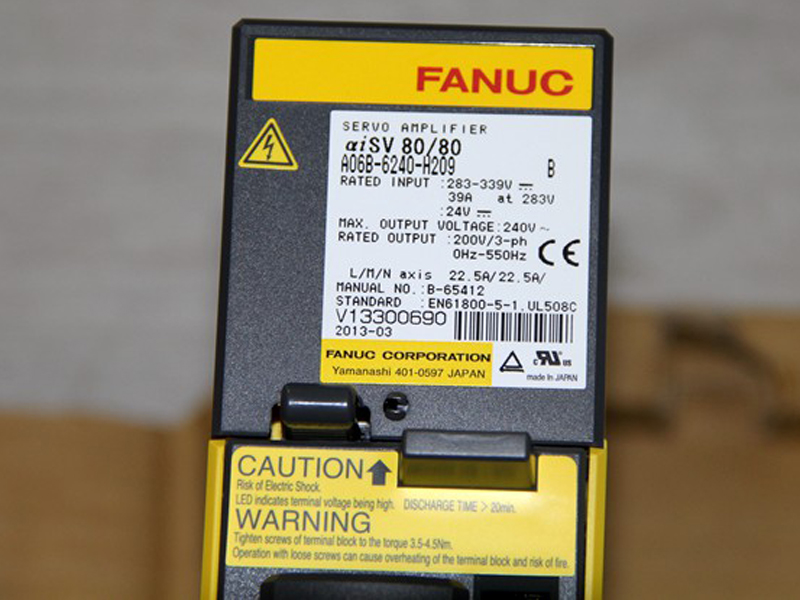 FANUC
SERVO AMPLIFIER
αiSV 80/80
A06B-6240-H209 B
RATED INPUT :283-339V ⎓
39A at 283V
:24V ⎓
MAX. OUTPUT VOLTAGE:240V ~
RATED OUTPUT :200V/3-ph
0Hz-550Hz
CE
L/M/N axis 22.5A/22.5A/
MANUAL NO.:B-65412
STANDARD :EN61800-5-1,UL508C
V13300690
2013-03
FANUC CORPORATION
Yamanashi 401-0597 JAPAN
c RU us
made in JAPAN
CAUTION
Risk of Electric Shock.
LED indicates terminal voltage being high. DISCHARGE TIME > 20min.
WARNING
Tighten screws of terminal block to the torque 3.5-4.5Nm.
Operation with loose screws can cause overheating of the terminal block and risk of fire.